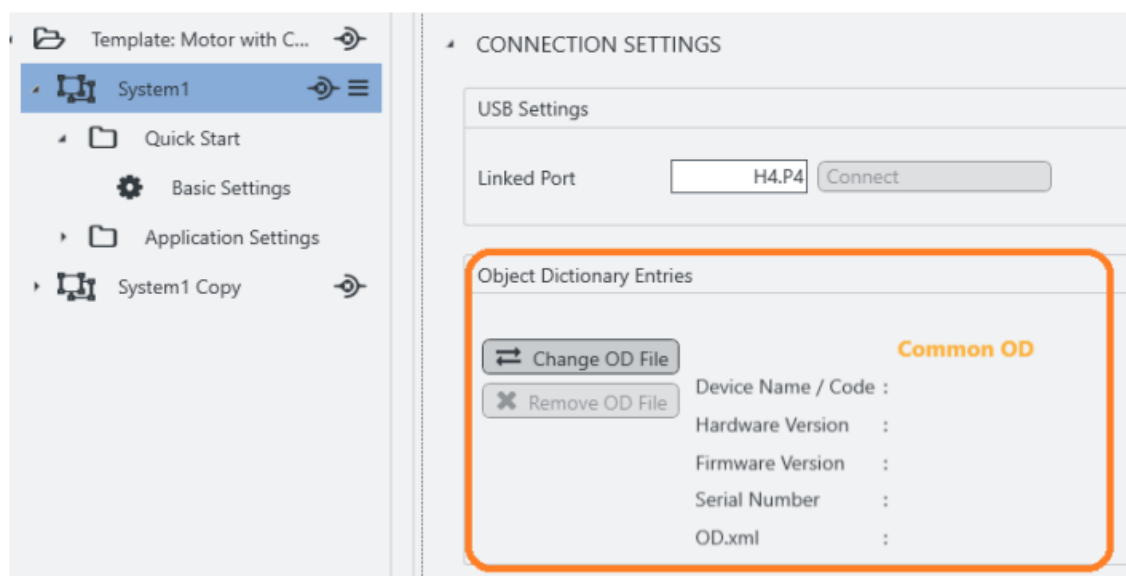 Template: Motor with C...
System1
Quick Start
Basic Settings
Application Settings
System1 Copy
CONNECTION SETTINGS
USB Settings
Linked Port H4.P4 Connect
Object Dictionary Entries
Change OD File
Remove OD File
Common OD
Device Name / Code :
Hardware Version :
Firmware Version :
Serial Number :
OD.xml :